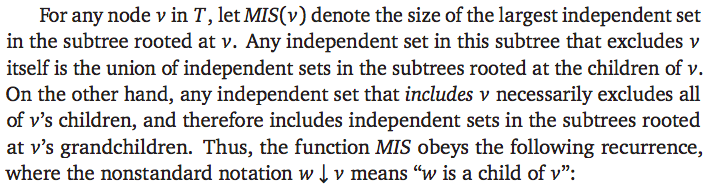 For any node v in T, let MIS(v) denote the size of the largest independent set
in the subtree rooted at v. Any independent set in this subtree that excludes v
itself is the union of independent sets in the subtrees rooted at the children of v.
On the other hand, any independent set that includes v necessarily excludes all
of v’s children, and therefore includes independent sets in the subtrees rooted
at v’s grandchildren. Thus, the function MIS obeys the following recurrence,
where the nonstandard notation w ↓ v means “w is a child of v”: